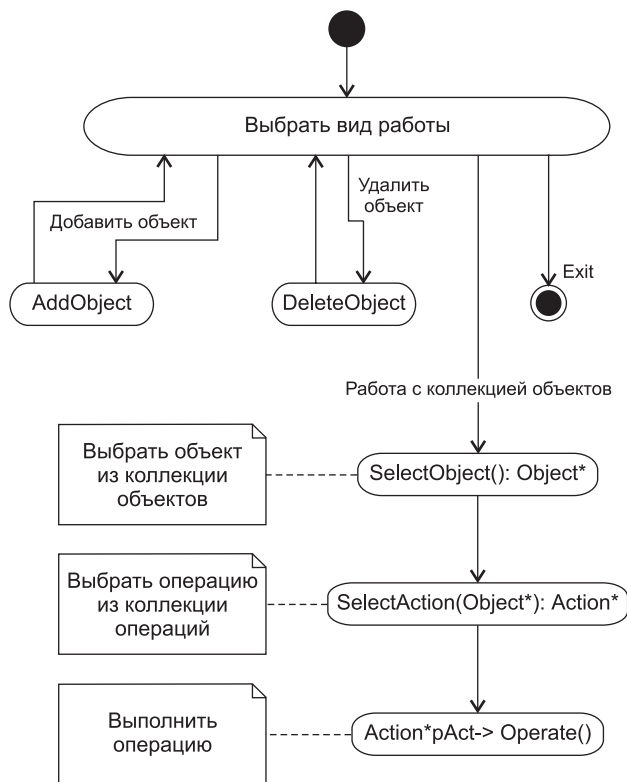 Выбрать вид работы
Добавить объект
Удалить
объект
AddObject
DeleteObject
Exit
Работа с коллекцией объектов
Выбрать объект
из коллекции
объектов
SelectObject(): Object*
Выбрать операцию
из коллекции
операций
SelectAction(Object*): Action*
Выполнить
операцию
Action*pAct-> Operate()